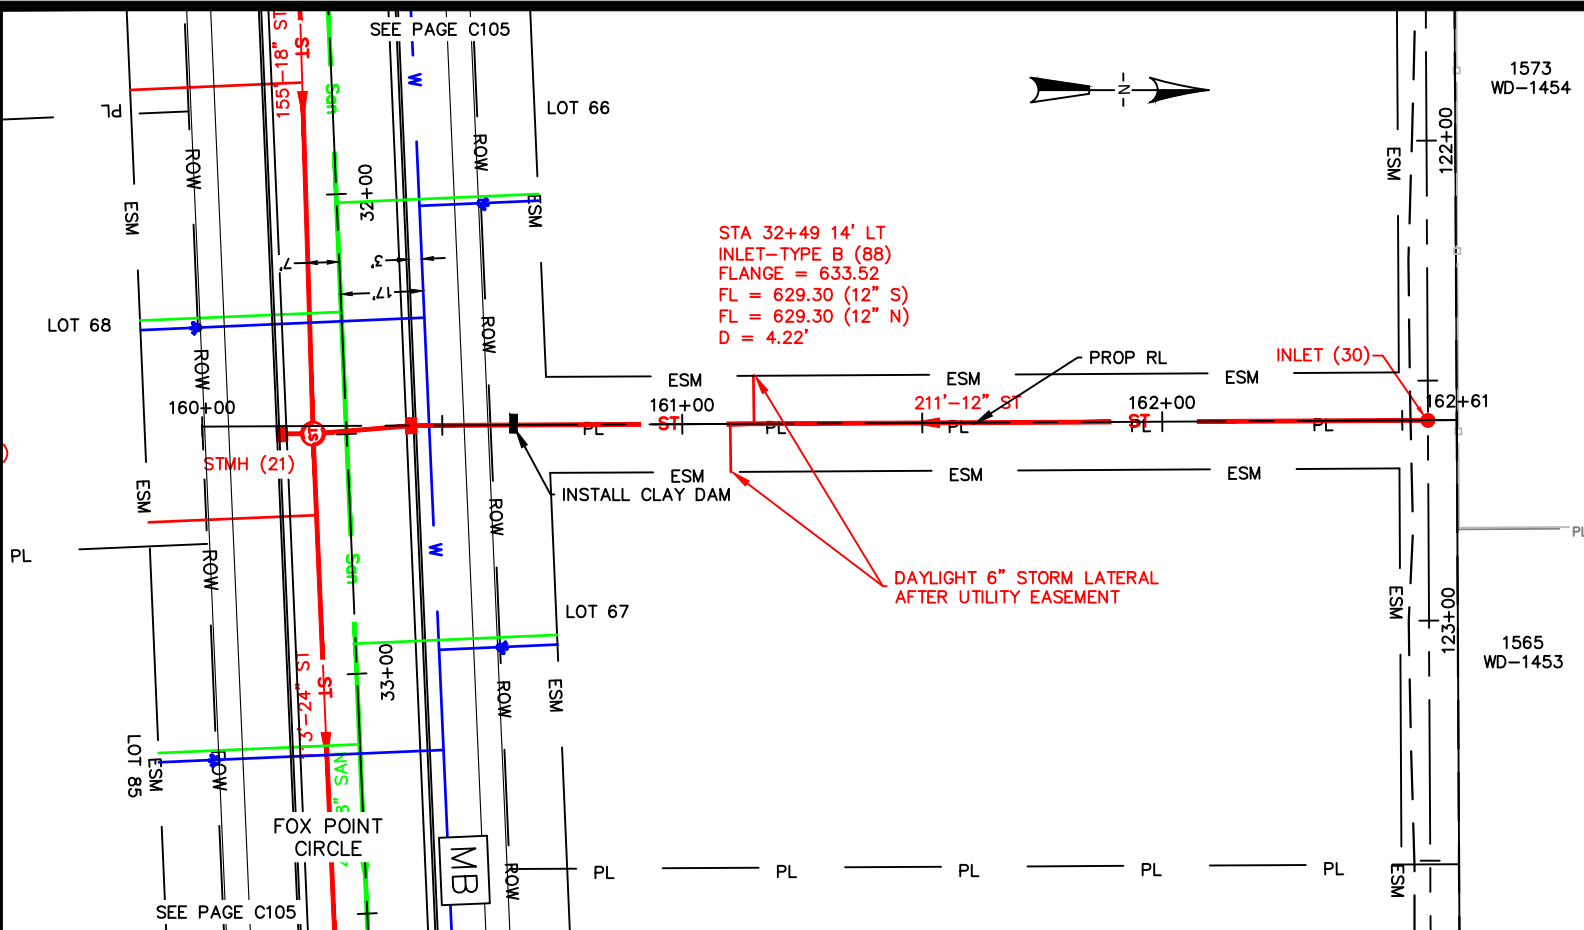 SEE PAGE C105
155'-18" ST
ST
San
W
PL
ROW
ROW
LOT 66
N
1573
WD-1454
122+00
ESM
ESM
ESM
32+00
7'
3'
17'
STA 32+49 14' LT
INLET-TYPE B (88)
FLANGE = 633.52
FL = 629.30 (12" S)
FL = 629.30 (12" N)
D = 4.22'
LOT 68
ROW
ROW
PROP RL
INLET (30)
ESM
ESM
ESM
160+00
161+00
162+00
162+61
211'-12" ST
ST
ST
ST
PL
PL
PL
PL
PL
STMH (21)
INSTALL CLAY DAM
ESM
ESM
ESM
ESM
ROW
ROW
San
W
PL
PL
DAYLIGHT 6" STORM LATERAL
AFTER UTILITY EASEMENT
LOT 67
ESM
123+00
1565
WD-1453
33+00
3'-24" ST
ST
ROW
ESM
LOT 85
ESM
ROW
8" SAN
FOX POINT
CIRCLE
MB
ROW
PL
PL
PL
PL
PL
ESM
SEE PAGE C105